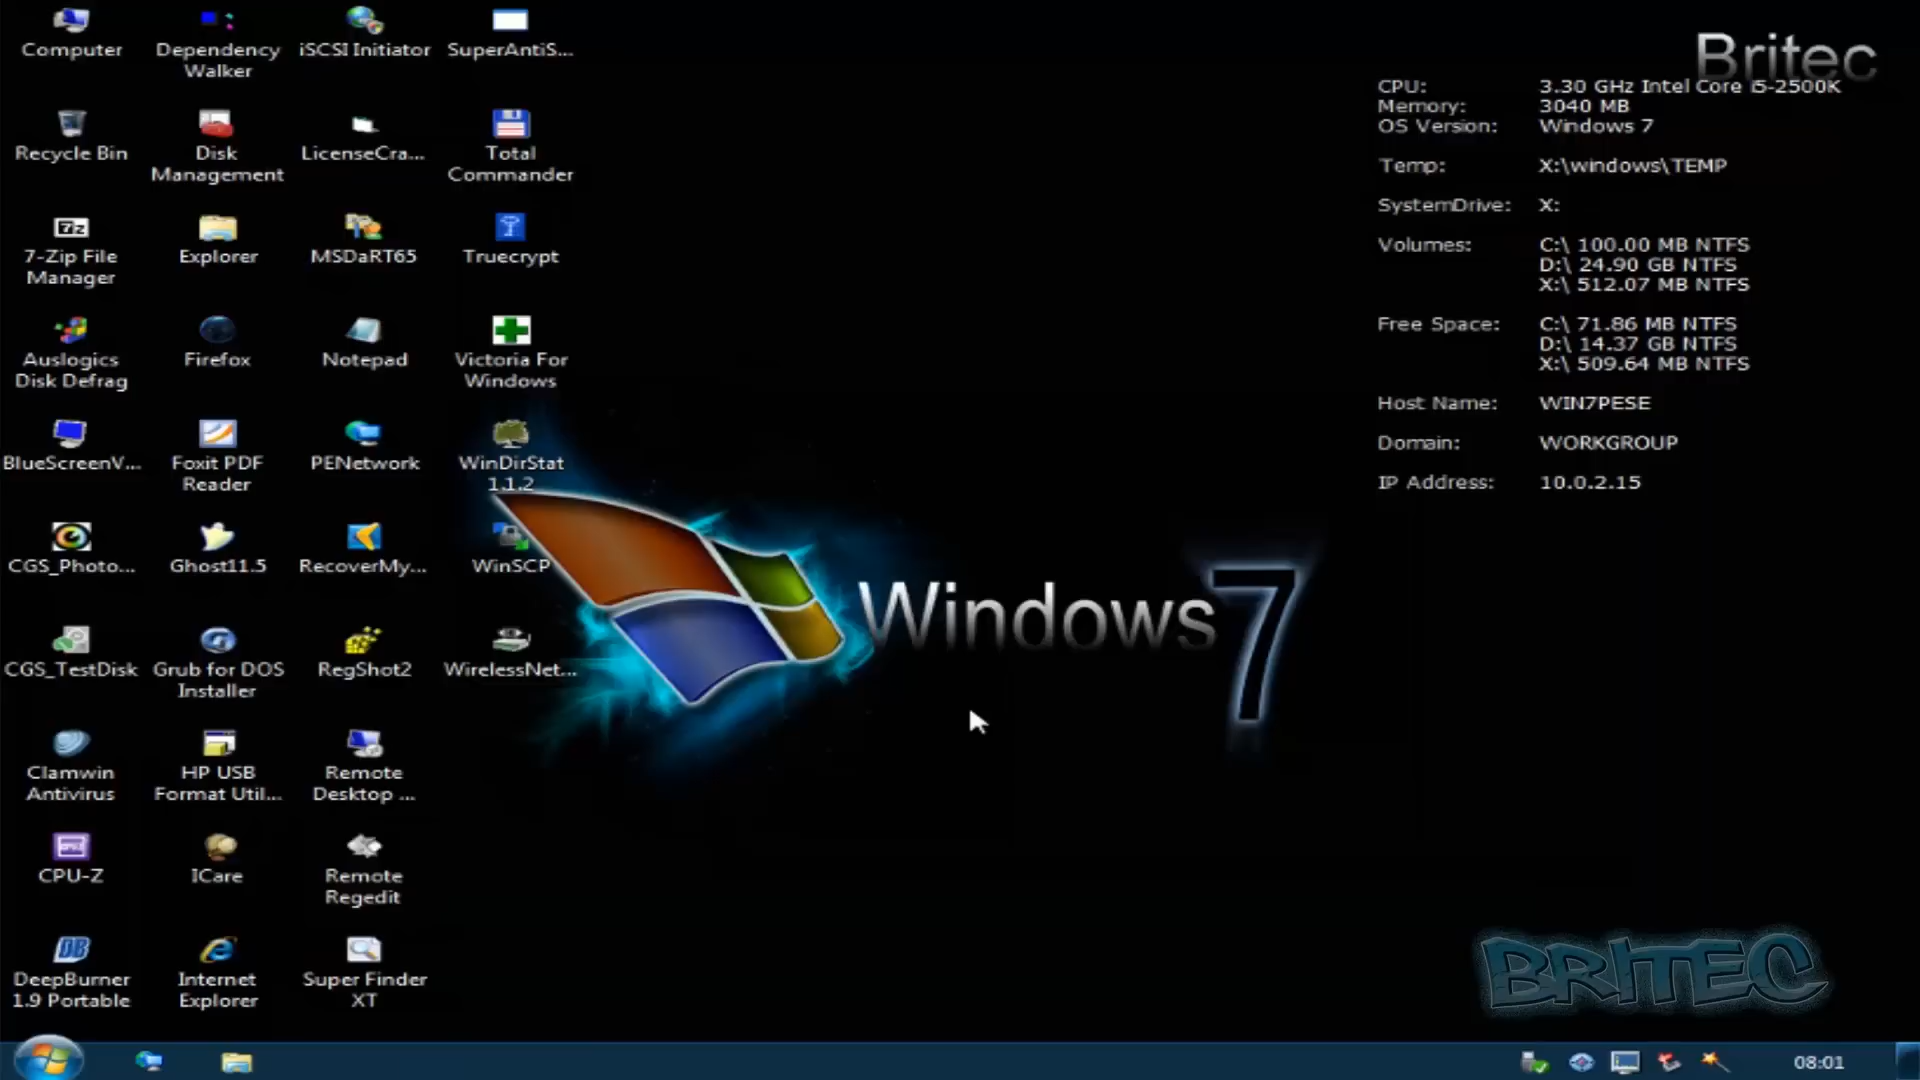 Computer
Dependency
Walker
iSCSI Initiator
SuperAntiS...
Recycle Bin
Disk
Management
LicenseCra...
Total
Commander
7-Zip File
Manager
Explorer
MSDaRT65
Truecrypt
Auslogics
Disk Defrag
Firefox
Notepad
Victoria For
Windows
BlueScreenV...
Foxit PDF
Reader
PENetwork
WinDirStat
1.1.2
CGS_Photo...
Ghost11.5
RecoverMy...
WinSCP
CGS_TestDisk
Grub for DOS
Installer
RegShot2
WirelessNet...
Clamwin
Antivirus
HP USB
Format Util...
Remote
Desktop ...
CPU-Z
ICare
Remote
Regedit
DeepBurner
1.9 Portable
Internet
Explorer
Super Finder
XT
Windows 7
Britec
CPU: 3.30 GHz Intel Core i5-2500K
Memory: 3040 MB
OS Version: Windows 7
Temp: X:\windows\TEMP
SystemDrive: X:
Volumes: C:\ 100.00 MB NTFS
D:\ 24.90 GB NTFS
X:\ 512.07 MB NTFS
Free Space: C:\ 71.86 MB NTFS
D:\ 14.37 GB NTFS
X:\ 509.64 MB NTFS
Host Name: WIN7PESE
Domain: WORKGROUP
IP Address: 10.0.2.15
BRITEC
08:01